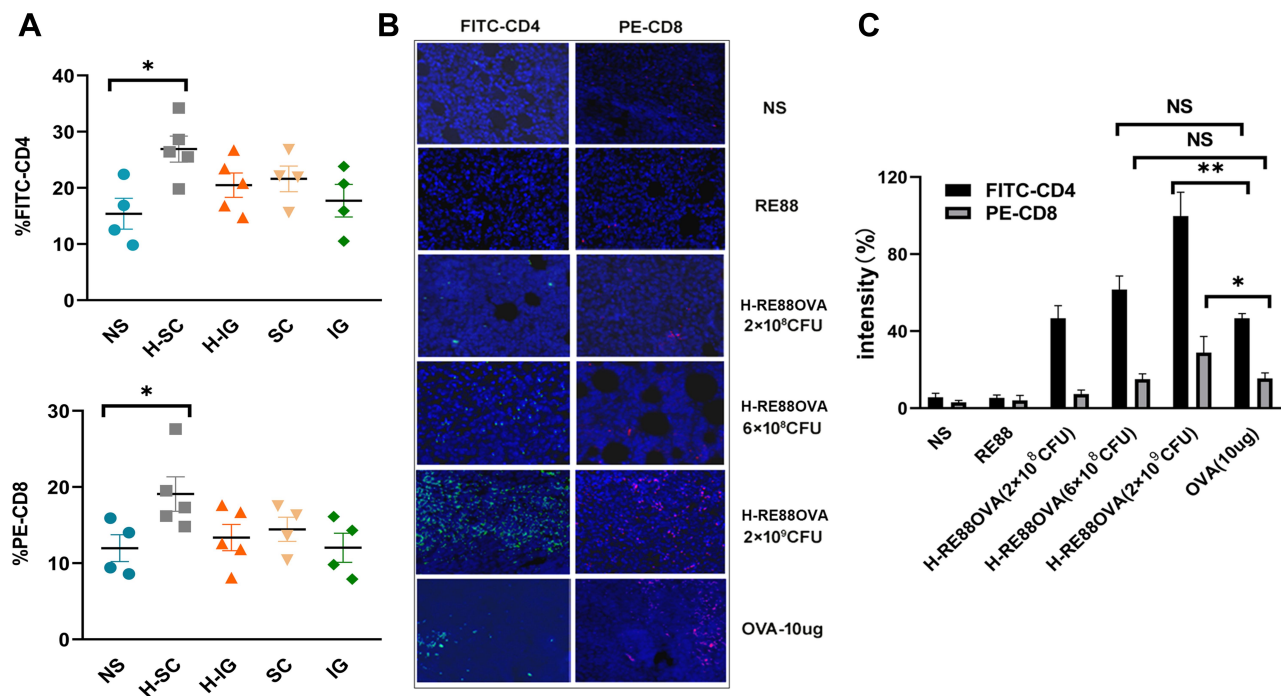 A
%FITC-CD4
40
30
20
10
0
*
NS
H-SC
H-IG
SC
IG
%PE-CD8
30
20
10
0
*
NS
H-SC
H-IG
SC
IG
B
FITC-CD4
PE-CD8
NS
RE88
H-RE88OVA
2×10⁸CFU
H-RE88OVA
6×10⁸CFU
H-RE88OVA
2×10⁹CFU
OVA-10ug
C
NS
NS
**
*
FITC-CD4
PE-CD8
intensity (%)
120
80
40
0
NS
RE88
H-RE88OVA(2×10⁸CFU)
H-RE88OVA(6×10⁸CFU)
H-RE88OVA(2×10⁹CFU)
OVA(10ug)